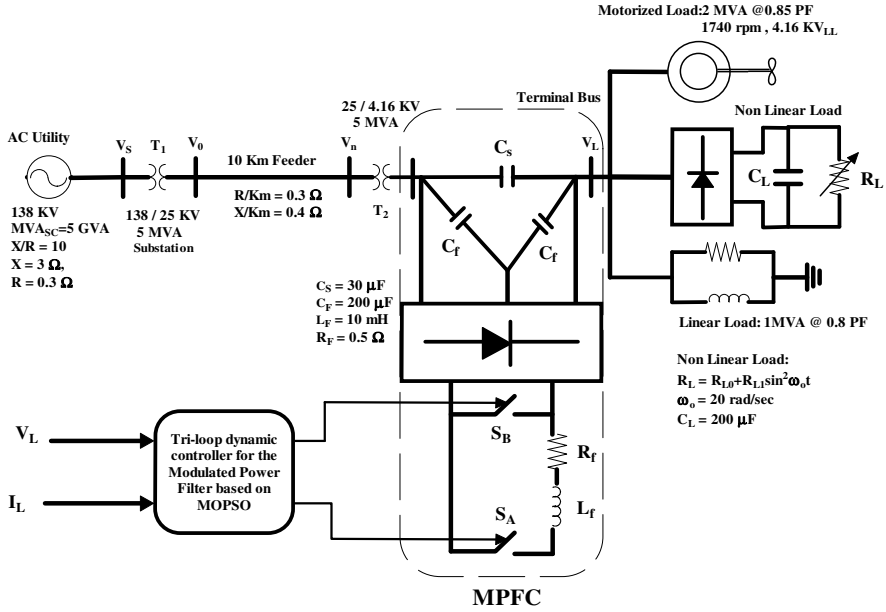 Motorized Load:2 MVA @0.85 PF
1740 rpm , 4.16 KVLL
25 / 4.16 KV
5 MVA
Terminal Bus
Non Linear Load
AC Utility
VS
T1
V0
10 Km Feeder
Vn
Cs
VL
CL
RL
R/Km = 0.3 Ω
X/Km = 0.4 Ω
T2
138 KV
MVASC=5 GVA
X/R = 10
X = 3 Ω,
R = 0.3 Ω
138 / 25 KV
5 MVA
Substation
Cf
Cf
CS = 30 μF
CF = 200 μF
LF = 10 mH
RF = 0.5 Ω
Linear Load: 1MVA @ 0.8 PF
Non Linear Load:
RL = RL0+RL1sin²ωot
ωo = 20 rad/sec
CL = 200 μF
VL
IL
Tri-loop dynamic
controller for the
Modulated Power
Filter based on
MOPSO
SB
Rf
SA
Lf
MPFC